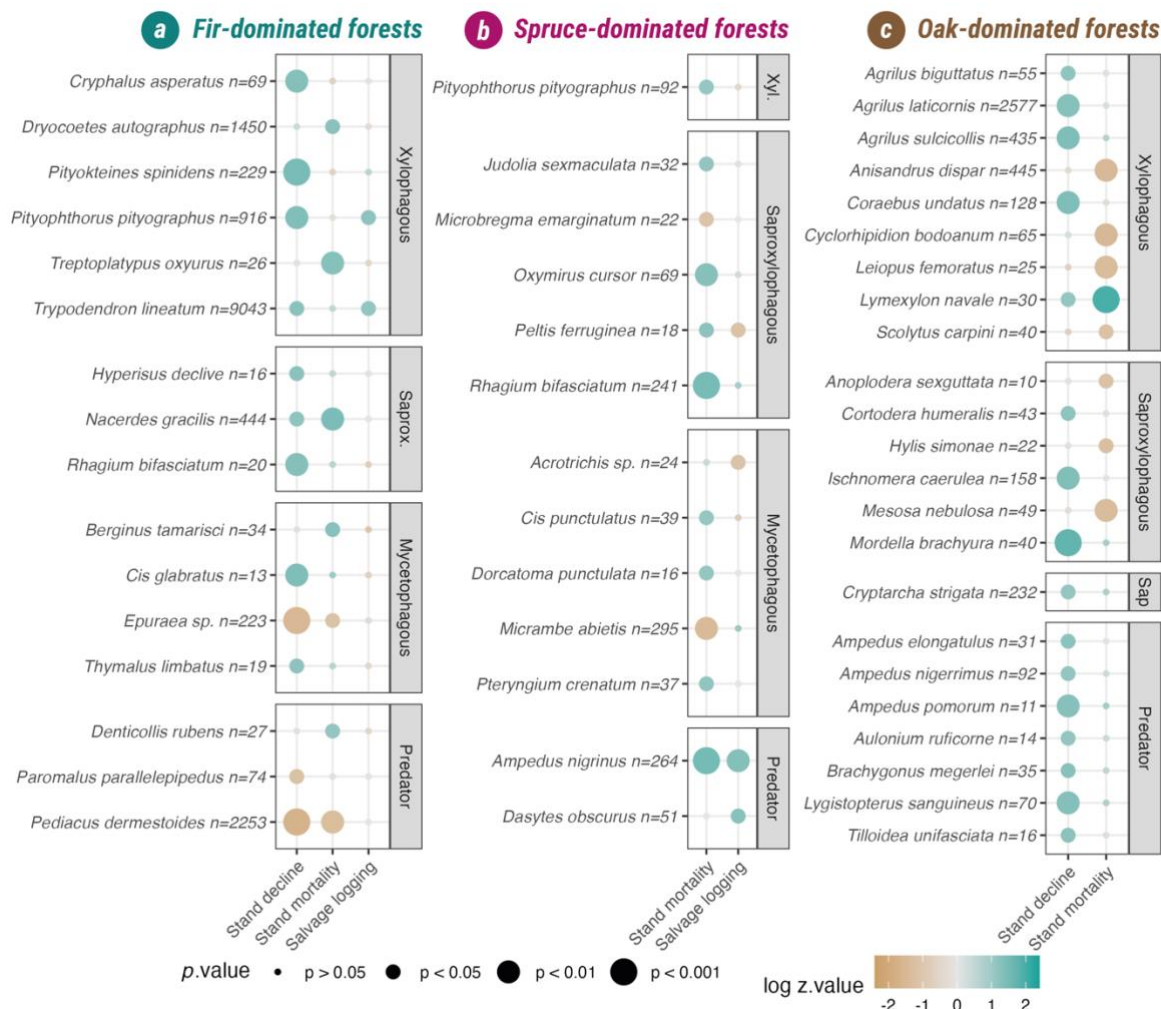 a Fir-dominated forests
Cryphalus asperatus n=69
Dryocoetes autographus n=1450
Pityokteines spinidens n=229
Pityophthorus pityographus n=916
Treptoplatypus oxyurus n=26
Trypodendron lineatum n=9043
Xylophagous
Hyperisus declive n=16
Nacerdes gracilis n=444
Rhagium bifasciatum n=20
Saprox.
Berginus tamarisci n=34
Cis glabratus n=13
Epuraea sp. n=223
Thymalus limbatus n=19
Mycetophagous
Denticollis rubens n=27
Paromalus parallelepipedus n=74
Pediacus dermestoides n=2253
Predator
Stand decline
Stand mortality
Salvage logging
b Spruce-dominated forests
Pityophthorus pityographus n=92
Xyl.
Judolia sexmaculata n=32
Microbregma emarginatum n=22
Oxymirus cursor n=69
Peltis ferruginea n=18
Rhagium bifasciatum n=241
Saproxylophagous
Acrotrichis sp. n=24
Cis punctulatus n=39
Dorcatoma punctulata n=16
Micrambe abietis n=295
Pteryngium crenatum n=37
Mycetophagous
Ampedus nigrinus n=264
Dasytes obscurus n=51
Predator
Stand mortality
Salvage logging
c Oak-dominated forests
Agrilus biguttatus n=55
Agrilus laticornis n=2577
Agrilus sulcicollis n=435
Anisandrus dispar n=445
Coraebus undatus n=128
Cyclorhipidion bodoanum n=65
Leiopus femoratus n=25
Lymexylon navale n=30
Scolytus carpini n=40
Xylophagous
Anoplodera sexguttata n=10
Cortodera humeralis n=43
Hylis simonae n=22
Ischnomera caerulea n=158
Mesosa nebulosa n=49
Mordella brachyura n=40
Saproxylophagous
Cryptarcha strigata n=232
Sap
Ampedus elongatulus n=31
Ampedus nigerrimus n=92
Ampedus pomorum n=11
Aulonium ruficorne n=14
Brachygonus megerlei n=35
Lygistopterus sanguineus n=70
Tilloidea unifasciata n=16
Predator
Stand decline
Stand mortality
p.value p > 0.05 p < 0.05 p < 0.01 p < 0.001
log z.value
-2 -1 0 1 2